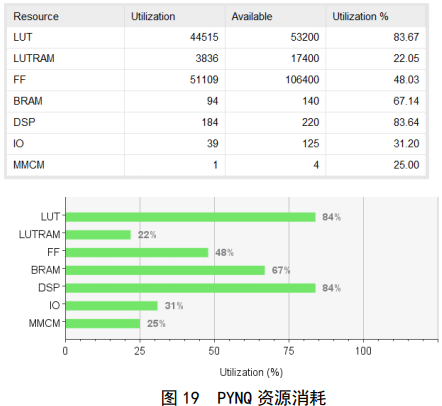 Resource Utilization Available Utilization %
LUT 44515 53200 83.67
LUTRAM 3836 17400 22.05
FF 51109 106400 48.03
BRAM 94 140 67.14
DSP 184 220 83.64
IO 39 125 31.20
MMCM 1 4 25.00
LUT 84%
LUTRAM 22%
FF 48%
BRAM 67%
DSP 84%
IO 31%
MMCM 25%
0 25 50 75 100
Utilization (%)
图 19 PYNQ 资源消耗